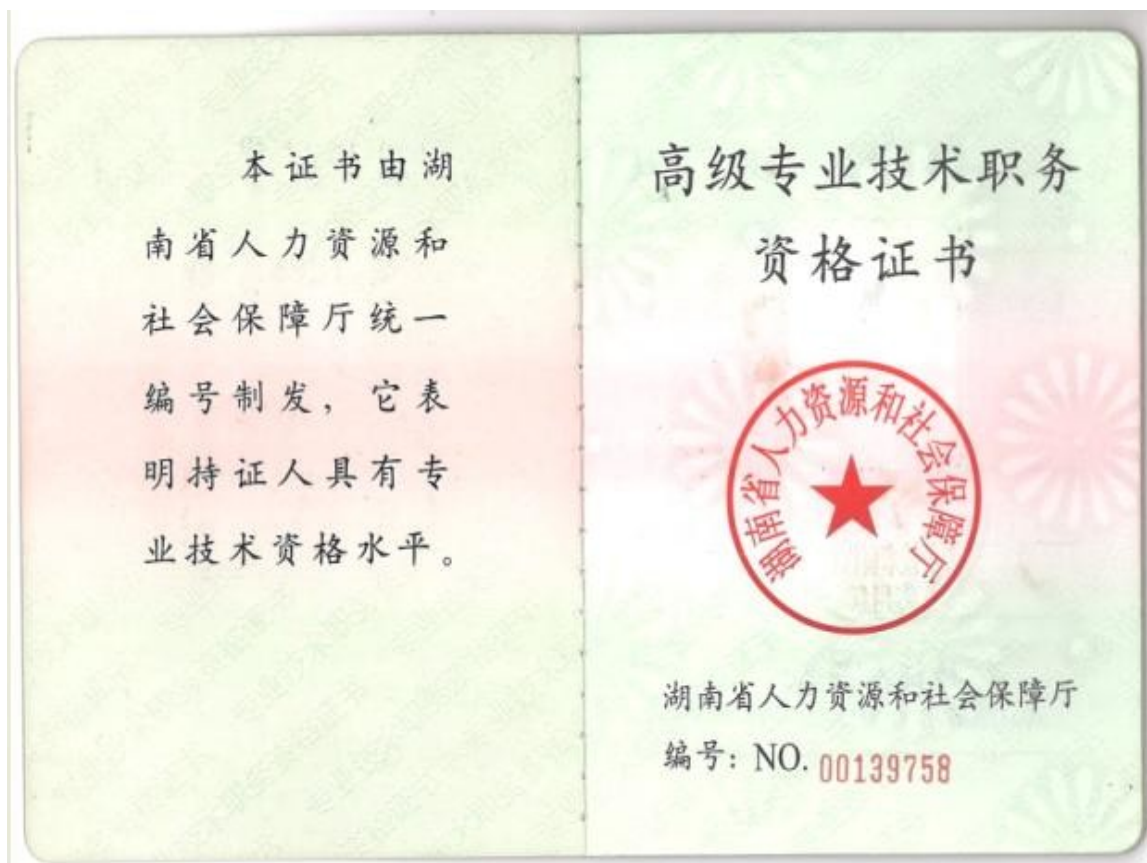 本证书由湖
南省人力资源和
社会保障厅统一
编号制发，它表
明持证人具有专
业技术资格水平。
高级专业技术职务
资格证书
湖南省人力资源和社会保障厅
湖南省人力资源和社会保障厅
编号：NO. 00139758